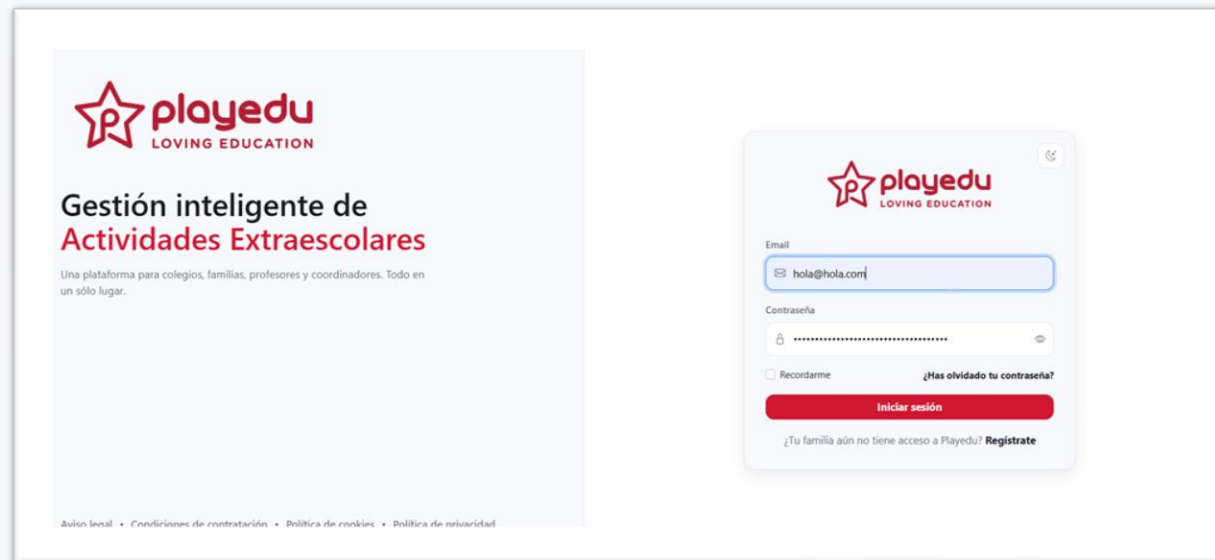 playedu
LOVING EDUCATION
Gestión inteligente de
Actividades Extraescolares
Una plataforma para colegios, familias, profesores y coordinadores. Todo en
un sólo lugar.
Aviso legal • Condiciones de contratación • Política de cookies • Política de privacidad
playedu
LOVING EDUCATION
Email
hola@hola.com
Contraseña
Recordarme
¿Has olvidado tu contraseña?
Iniciar sesión
¿Tu familia aún no tiene acceso a Playedu? Regístrate